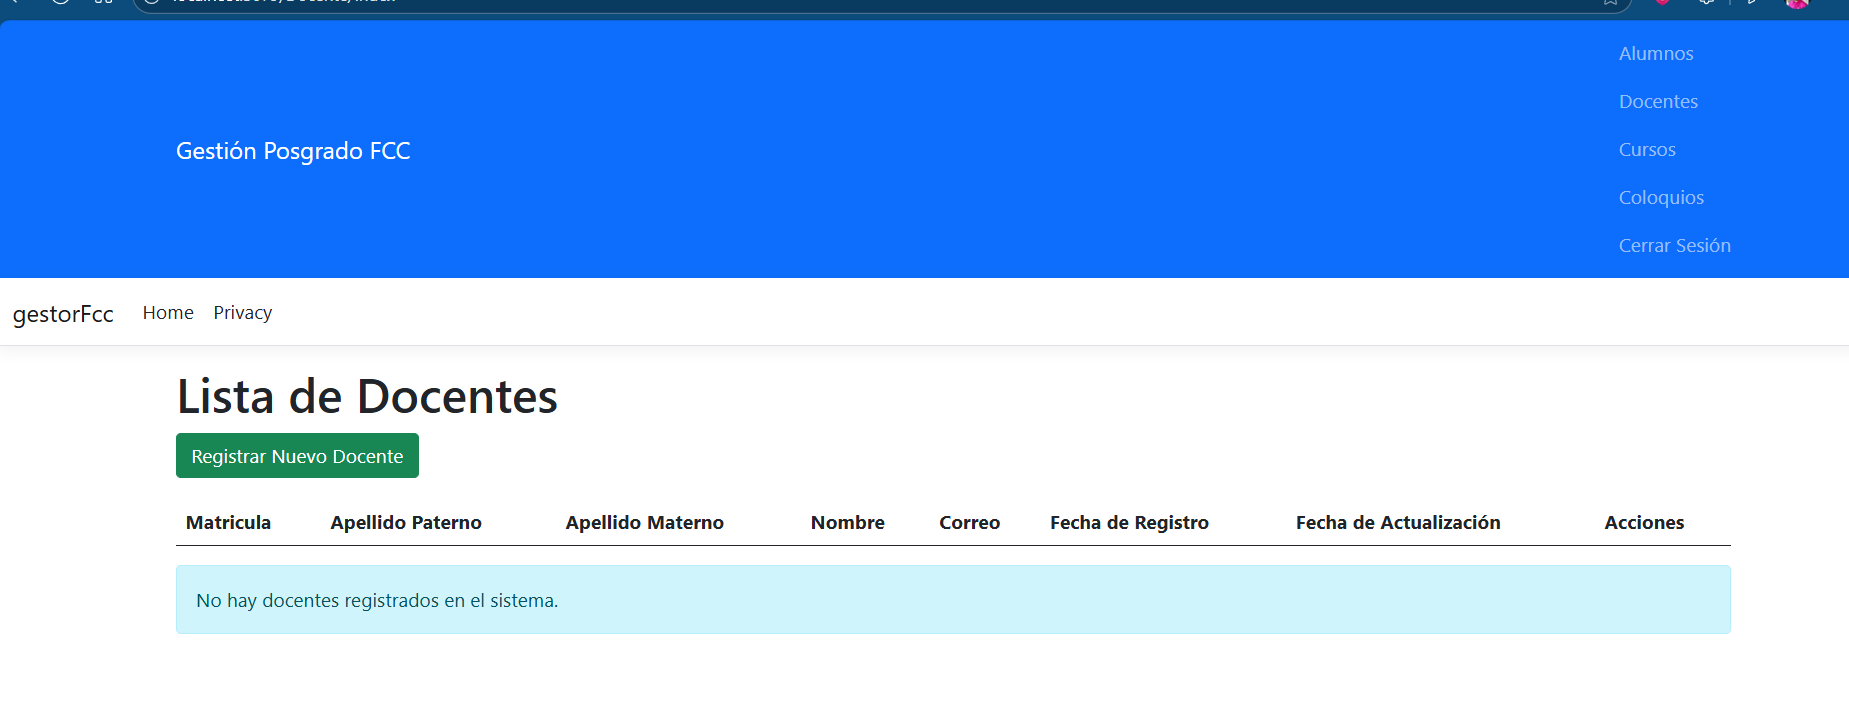 Alumnos
Docentes
Gestión Posgrado FCC
Cursos
Coloquios
Cerrar Sesión
gestorFcc Home Privacy
Lista de Docentes
Registrar Nuevo Docente
Matricula Apellido Paterno Apellido Materno Nombre Correo Fecha de Registro Fecha de Actualización Acciones
No hay docentes registrados en el sistema.